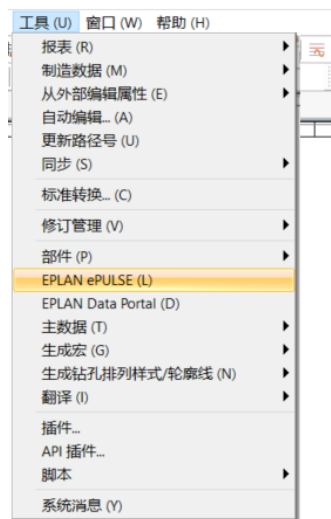 工具 (U) 窗口 (W) 帮助 (H)
报表 (R)
制造数据 (M)
从外部编辑属性 (E)
自动编辑... (A)
更新路径号 (U)
同步 (S)
标准转换... (C)
修订管理 (V)
部件 (P)
EPLAN ePULSE (L)
EPLAN Data Portal (D)
主数据 (T)
生成宏 (G)
生成钻孔排列样式/轮廓线 (N)
翻译 (I)
插件...
API 插件...
脚本
系统消息 (Y)